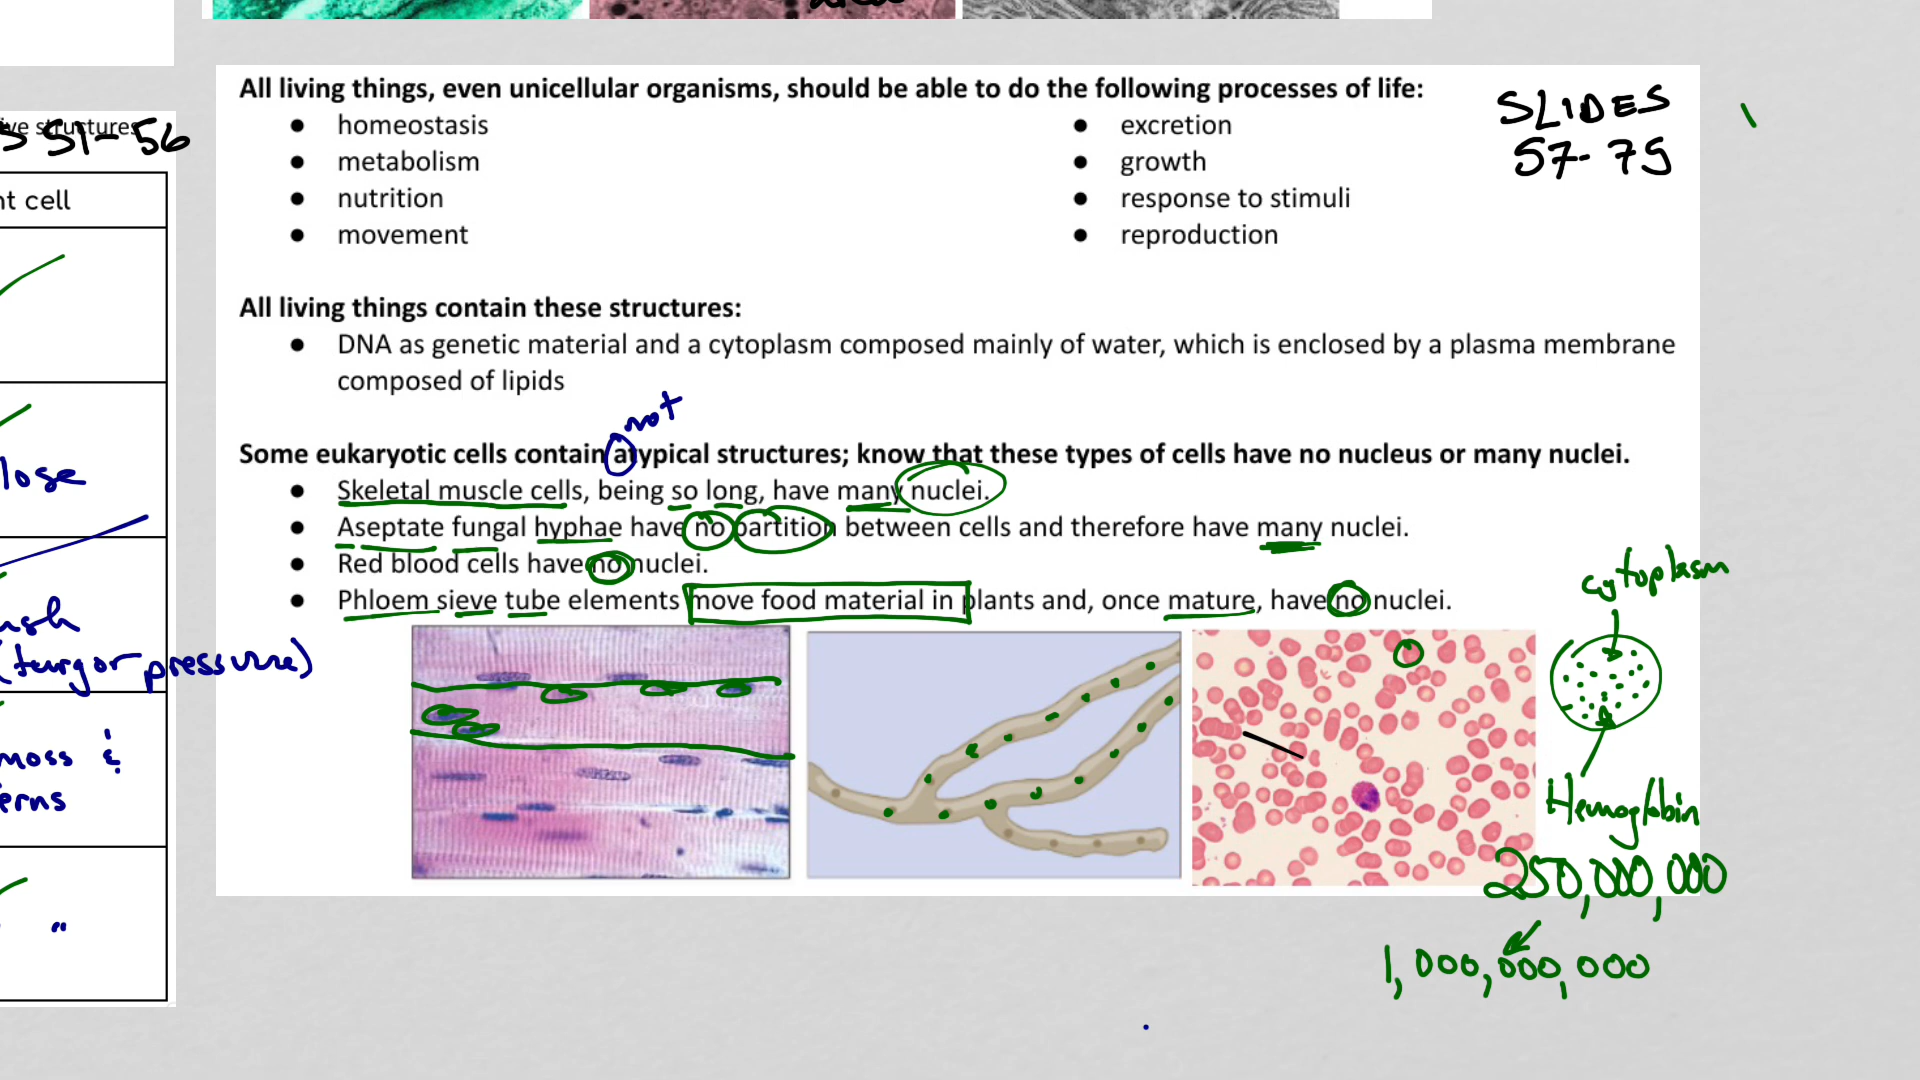 All living things, even unicellular organisms, should be able to do the following processes of life:
homeostasis
metabolism
nutrition
movement
excretion
growth
response to stimuli
reproduction
SLIDES
57-75
All living things contain these structures:
DNA as genetic material and a cytoplasm composed mainly of water, which is enclosed by a plasma membrane
composed of lipids
not
Some eukaryotic cells contain atypical structures; know that these types of cells have no nucleus or many nuclei.
Skeletal muscle cells, being so long, have many nuclei.
Aseptate fungal hyphae have no partition between cells and therefore have many nuclei.
Red blood cells have no nuclei.
Phloem sieve tube elements move food material in plants and, once mature, have no nuclei.
cytoplasm
Hemoglobin
250,000,000
1,000,000,000
structures
51-56
cell
(turgor pressure)
moss &
"